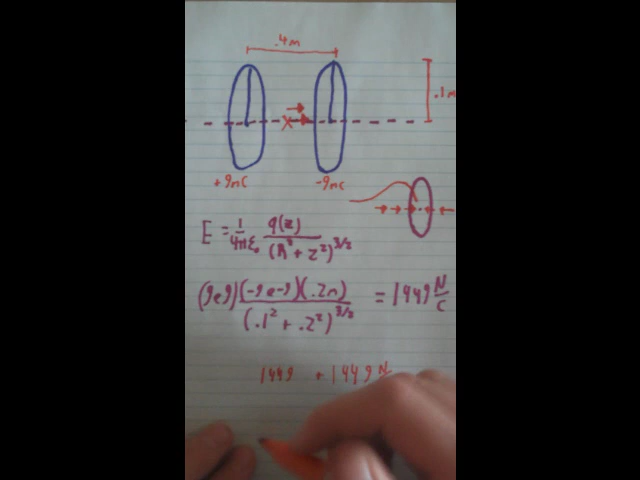 .4m
.1m
+9nC
-9nC
E = 1/4πε₀ q(z)/(R² + z²)^3/2
(9e9)(-9e-9)(.2m)/(.1² + .2²)^3/2 = 1449 N/C
1449 + 1449 N